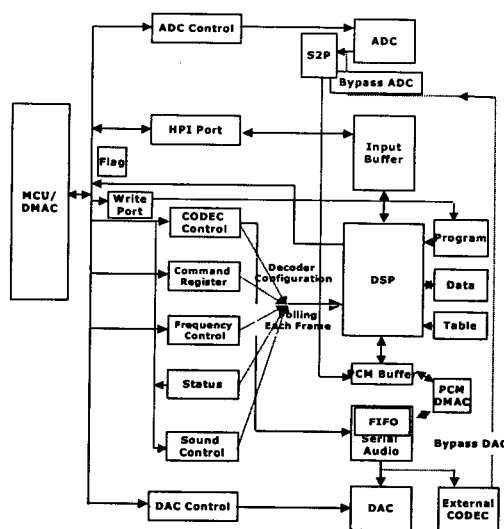 ADC Control
ADC
S2P
Bypass ADC
HPI Port
Input
Buffer
Flag
MCU/
DMAC
Write
Port
CODEC
Control
Program
Decoder
Configuration
DSP
Command
Register
Data
Polling
Each Frame
Frequency
Control
Table
Status
PCM Buffer
PCM
DMAC
FIFO
Serial
Audio
Sound
Control
Bypass DAC
DAC Control
DAC
External
CODEC